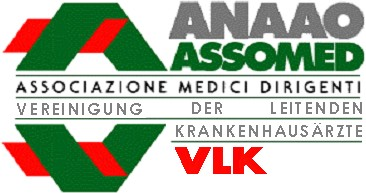 ANAAO
ASSOMED
ASSOCIAZIONE MEDICI DIRIGENTI
VEREINIGUNG DER LEITENDEN
KRANKENHAUSÄRZTE
VLK